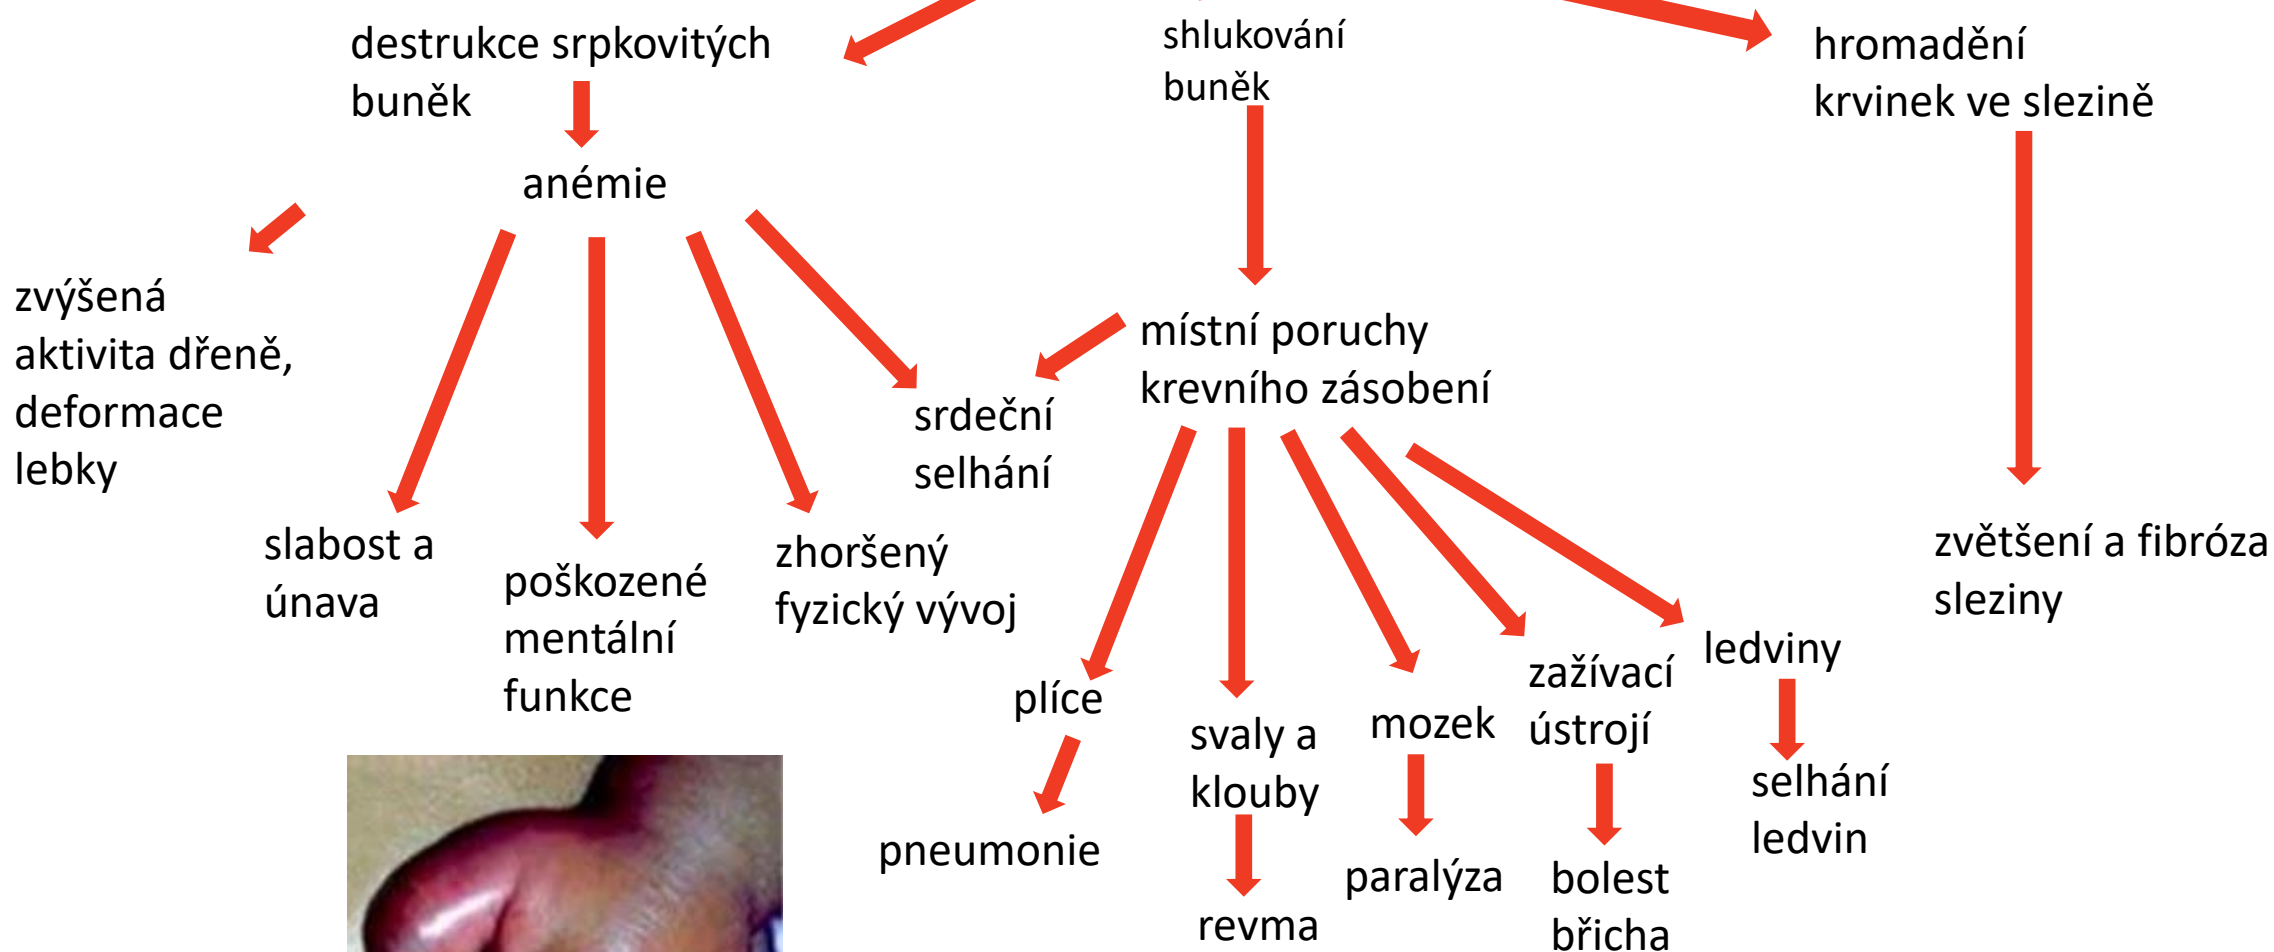 destrukce srpkovitých
buněk
shlukování
buněk
hromadění
krvinek ve slezině
anémie
zvýšená
aktivita dřeně,
deformace
lebky
místní poruchy
krevního zásobení
srdeční
selhání
slabost a
únava
poškozené
mentální
funkce
zhoršený
fyzický vývoj
zvětšení a fibróza
sleziny
plíce
pneumonie
svaly a
klouby
revma
mozek
paralýza
zažívací
ústrojí
bolest
břicha
ledviny
selhání
ledvin